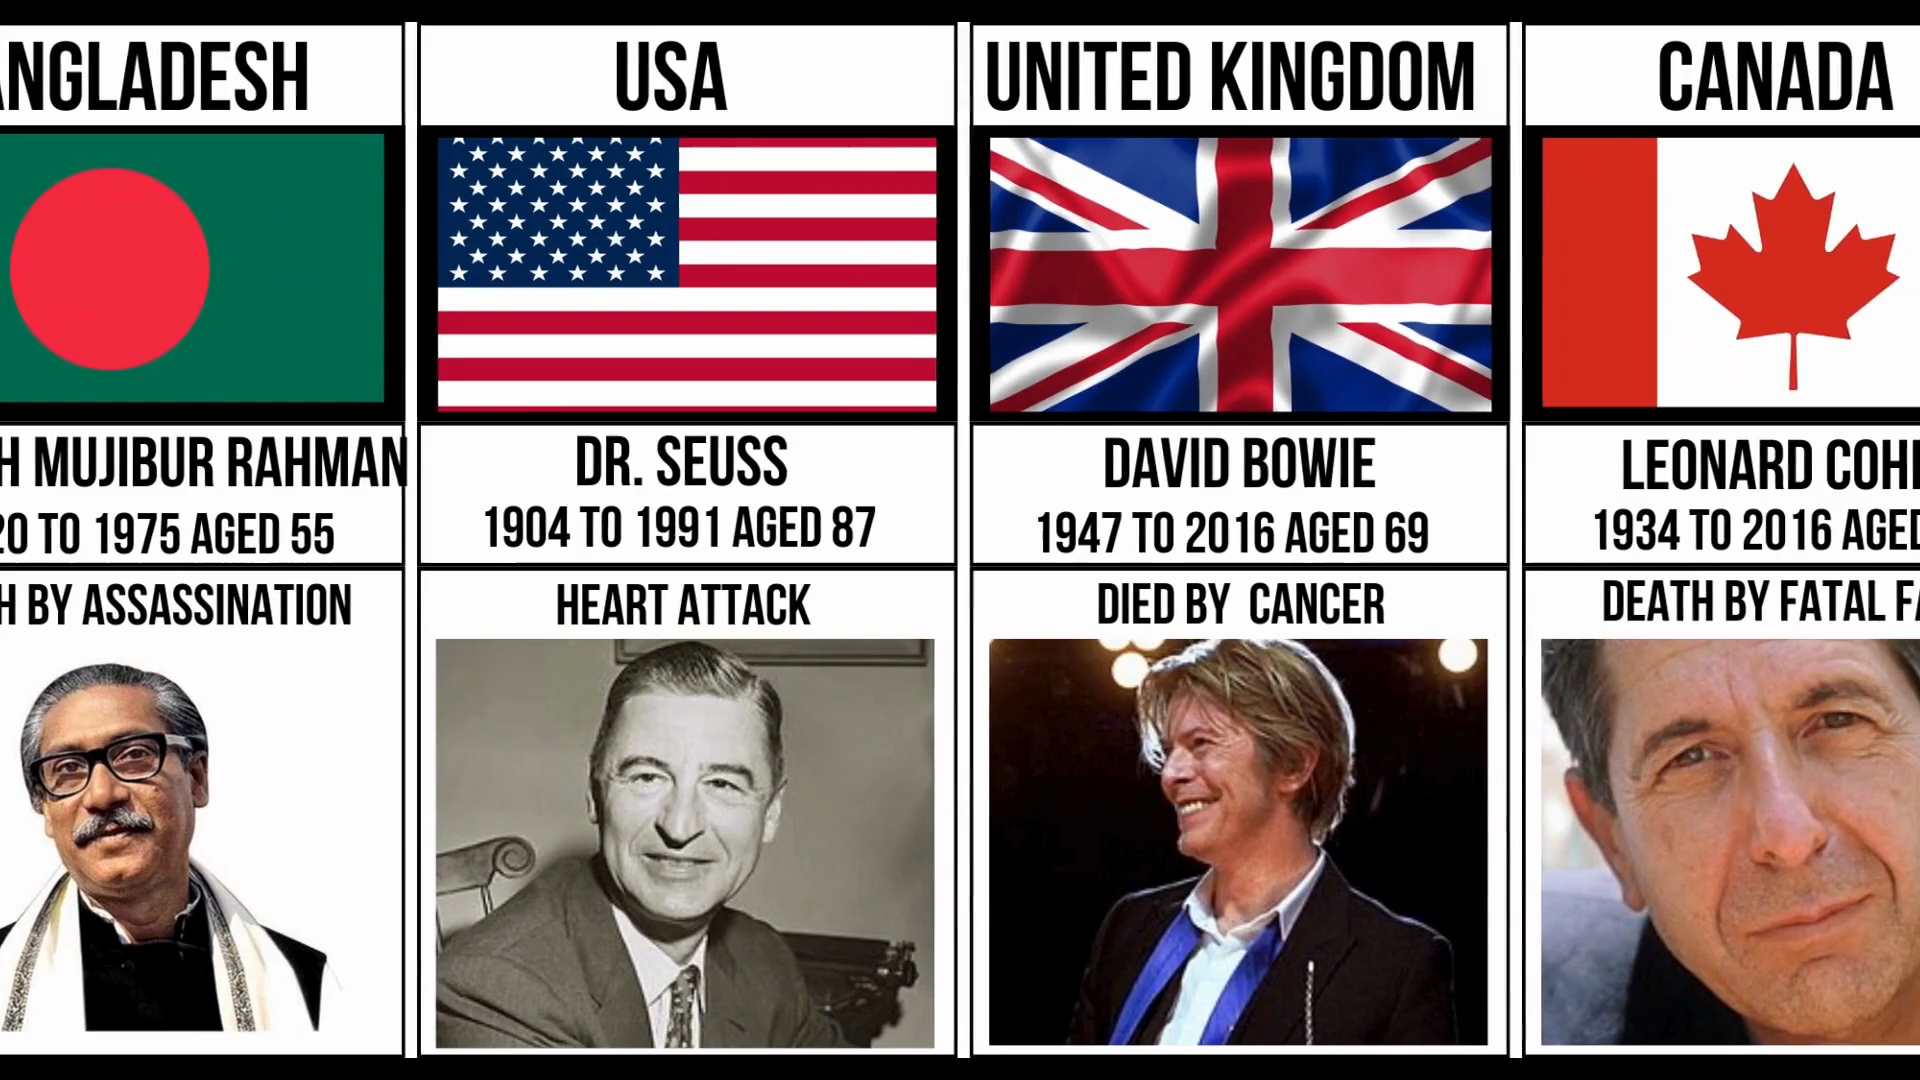 ANGLADESH
H MUJIBUR RAHMAN
20 TO 1975 AGED 55
H BY ASSASSINATION
USA
DR. SEUSS
1904 TO 1991 AGED 87
HEART ATTACK
UNITED KINGDOM
DAVID BOWIE
1947 TO 2016 AGED 69
DIED BY CANCER
CANADA
LEONARD COH
1934 TO 2016 AGED
DEATH BY FATAL FA